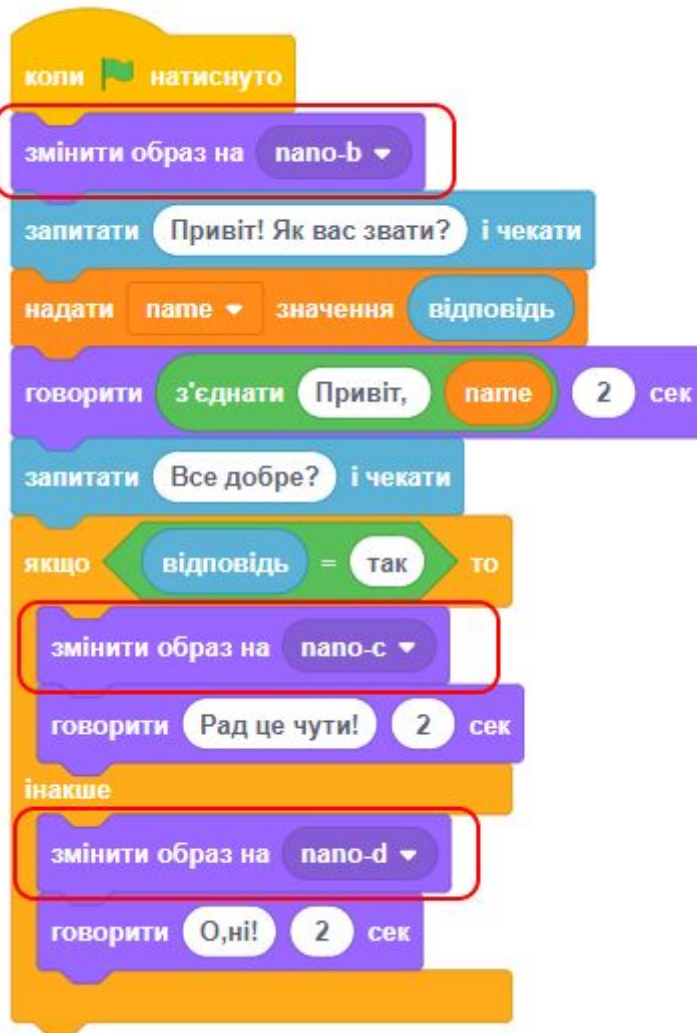 коли натиснуто
змінити образ на nano-b
запитати Привіт! Як вас звати? і чекати
надати name значення відповідь
говорити з'єднати Привіт, name 2 сек
запитати Все добре? і чекати
якщо відповідь = так то
змінити образ на nano-c
говорити Рад це чути! 2 сек
інакше
змінити образ на nano-d
говорити О,ні! 2 сек